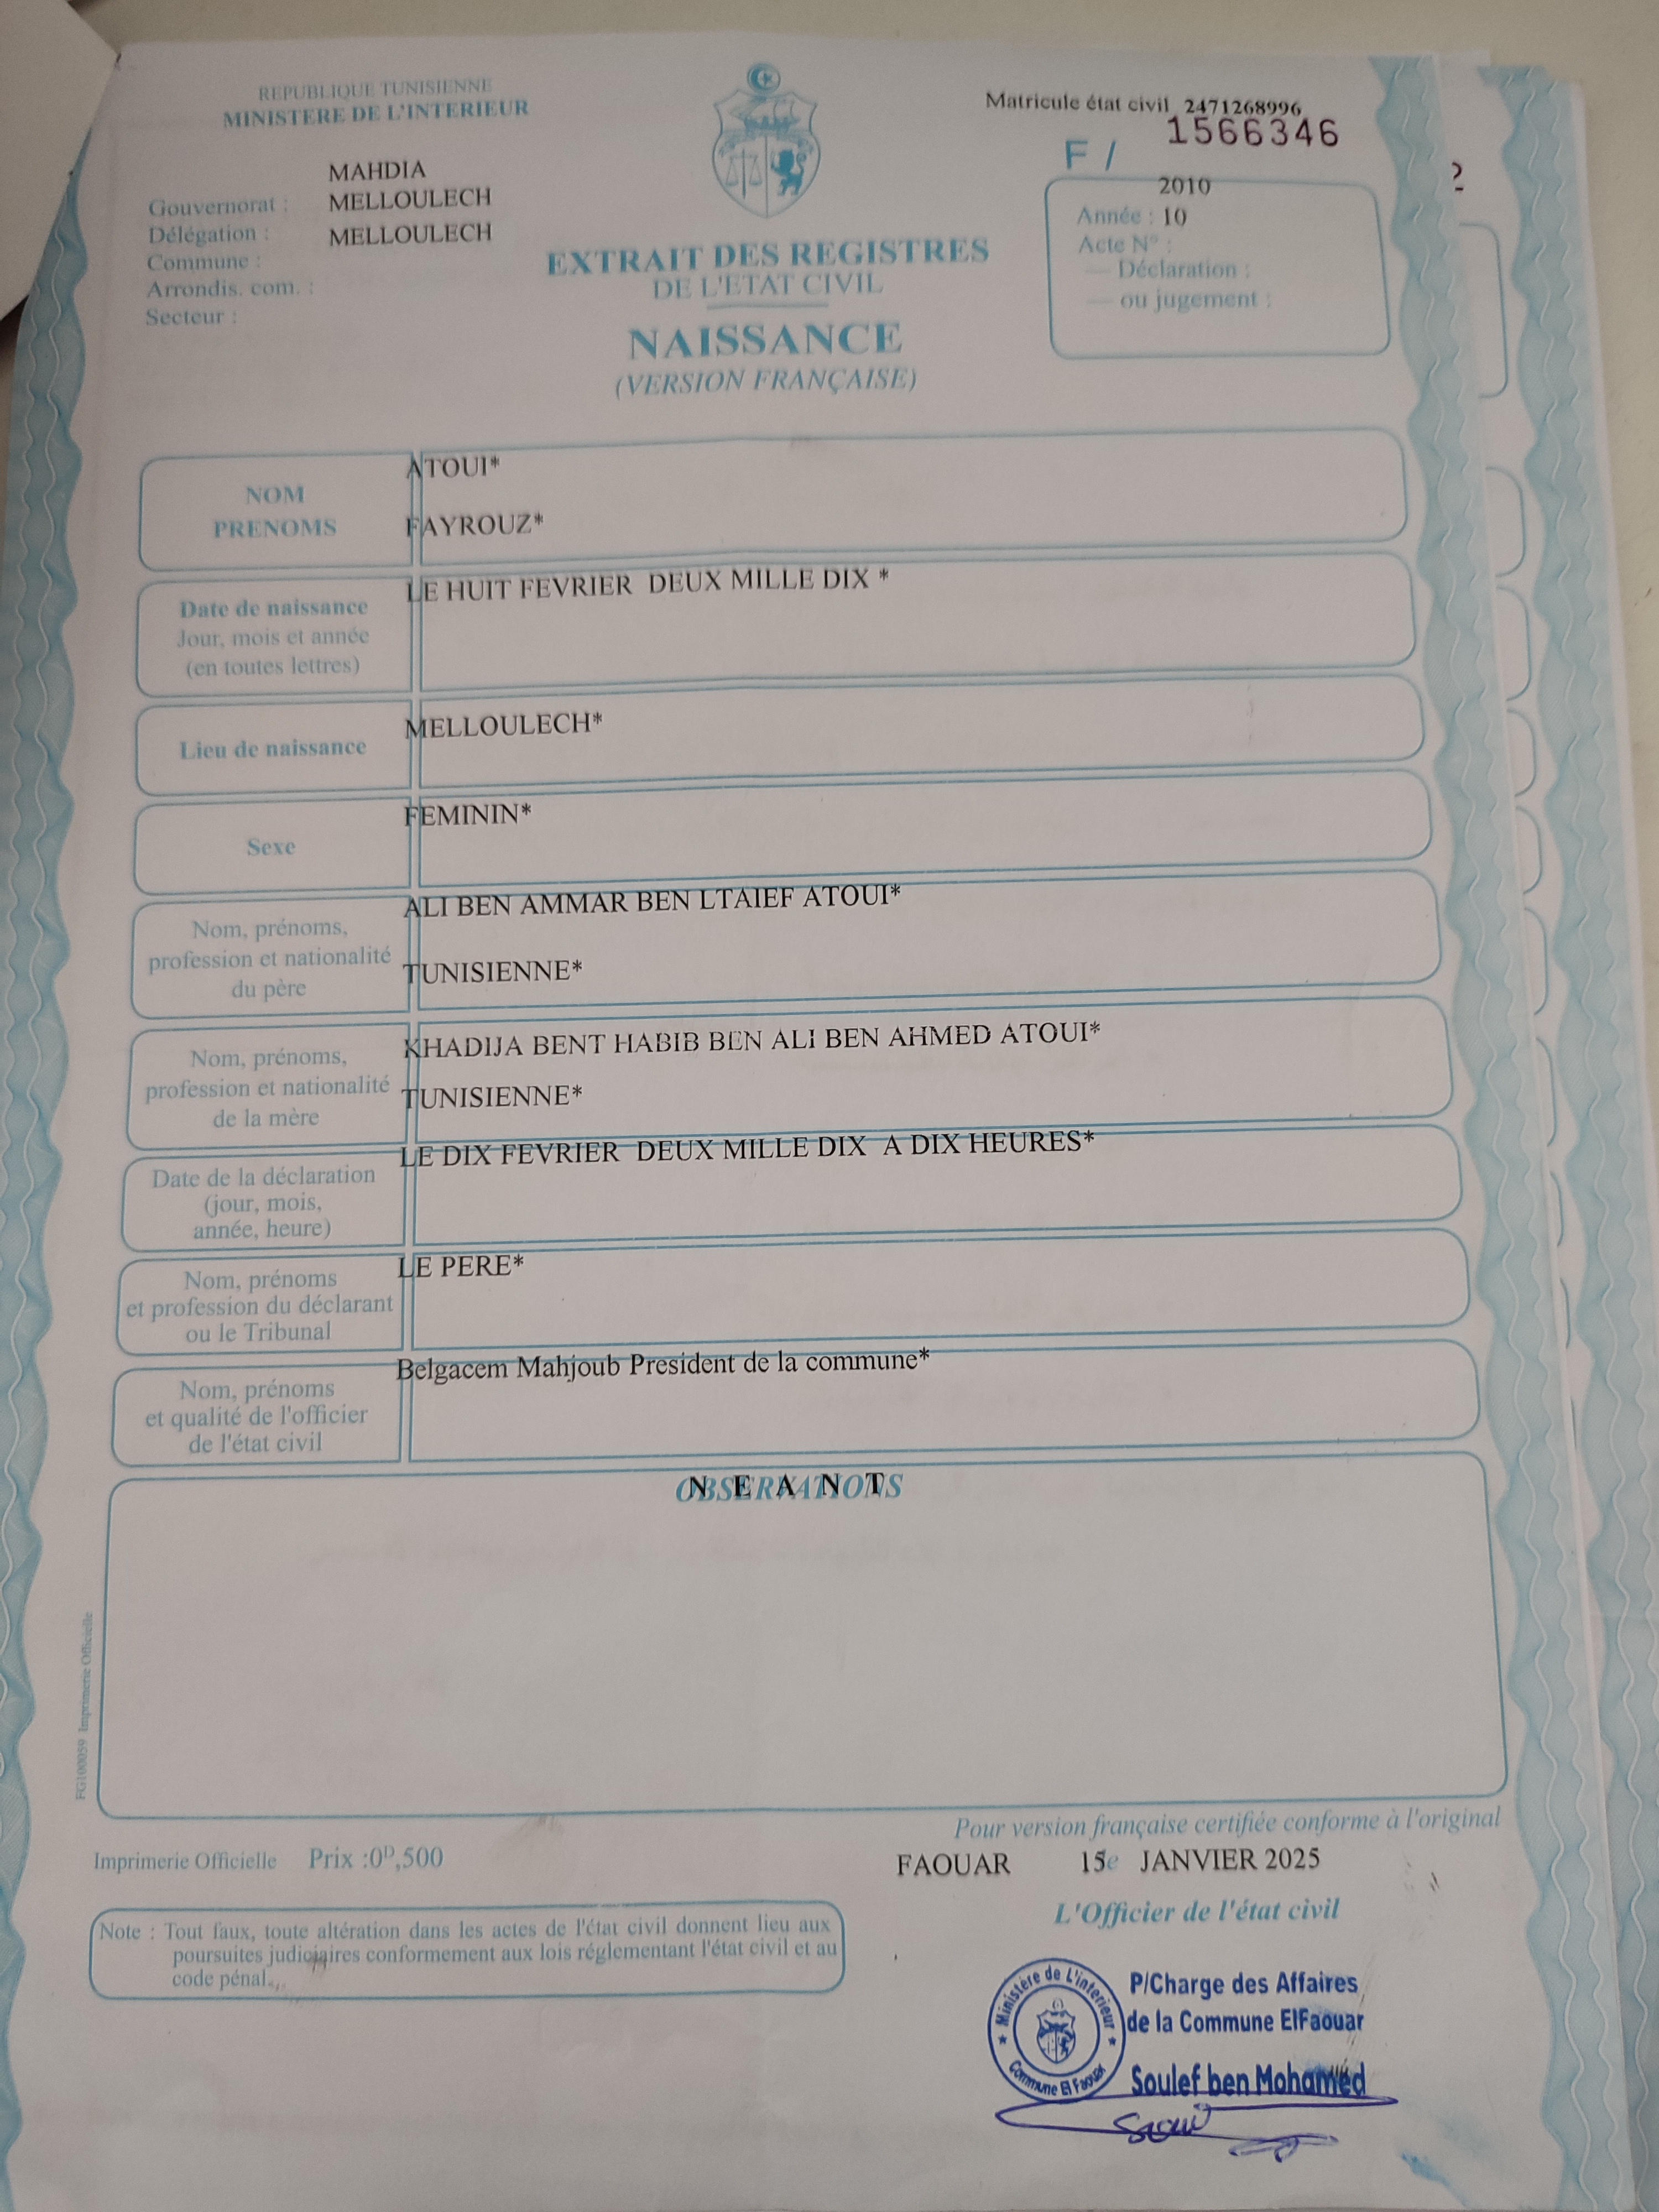 REPUBLIQUE TUNISIENNE
MINISTERE DE L'INTERIEUR
Matricule état civil 2471268996
F / 1566346
MAHDIA
Gouvernorat : MELLOULECH
Délégation : MELLOULECH
Commune :
Arrondis. com. :
Secteur :
2010
Année : 10
Acte N° :
— Déclaration :
— ou jugement :
EXTRAIT DES REGISTRES
DE L'ETAT CIVIL
NAISSANCE
(VERSION FRANÇAISE)
NOM
PRENOMS
ATOUI*
FAYROUZ*
Date de naissance
Jour, mois et année
(en toutes lettres)
LE HUIT FEVRIER DEUX MILLE DIX *
Lieu de naissance
MELLOULECH*
Sexe
FEMININ*
Nom, prénoms,
profession et nationalité
du père
ALI BEN AMMAR BEN LTAIEF ATOUI*
TUNISIENNE*
Nom, prénoms,
profession et nationalité
de la mère
KHADIJA BENT HABIB BEN ALI BEN AHMED ATOUI*
TUNISIENNE*
Date de la déclaration
(jour, mois,
année, heure)
LE DIX FEVRIER DEUX MILLE DIX A DIX HEURES*
Nom, prénoms
et profession du déclarant
ou le Tribunal
LE PERE*
Nom, prénoms
et qualité de l'officier
de l'état civil
Belgacem Mahjoub President de la commune*
OBSERVATIONS
N E A N T
FG100059 Imprimerie Officielle
Pour version française certifiée conforme à l'original
Imprimerie Officielle Prix :0ᴰ,500
FAOUAR 15e JANVIER 2025
L'Officier de l'état civil
Note : Tout faux, toute altération dans les actes de l'état civil donnent lieu aux
poursuites judiciaires conformement aux lois réglementant l'état civil et au
code pénal.
Ministère de L'interieur
Commune El Faouar
P/Charge des Affaires
de la Commune ElFaouar
Soulef ben Mohamed